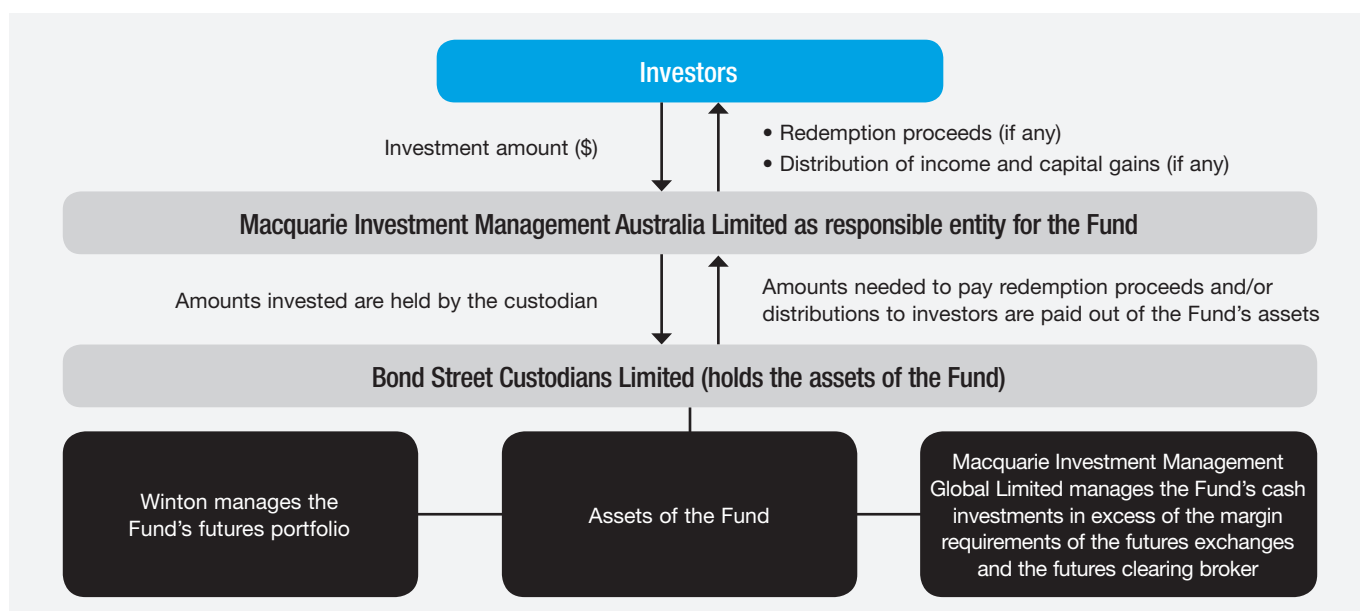 Investors
Investment amount ($)
• Redemption proceeds (if any)
• Distribution of income and capital gains (if any)
Macquarie Investment Management Australia Limited as responsible entity for the Fund
Amounts invested are held by the custodian
Amounts needed to pay redemption proceeds and/or
distributions to investors are paid out of the Fund's assets
Bond Street Custodians Limited (holds the assets of the Fund)
Winton manages the
Fund's futures portfolio
Assets of the Fund
Macquarie Investment Management
Global Limited manages the Fund's cash
investments in excess of the margin
requirements of the futures exchanges
and the futures clearing broker